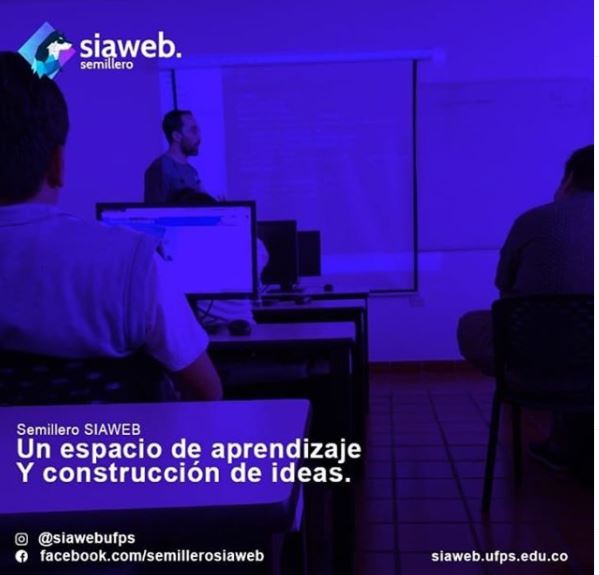 siaweb.
semillero
Semillero SIAWEB
Un espacio de aprendizaje
Y construcción de ideas.
@siawebufps
facebook.com/semillerosiaweb
siaweb.ufps.edu.co